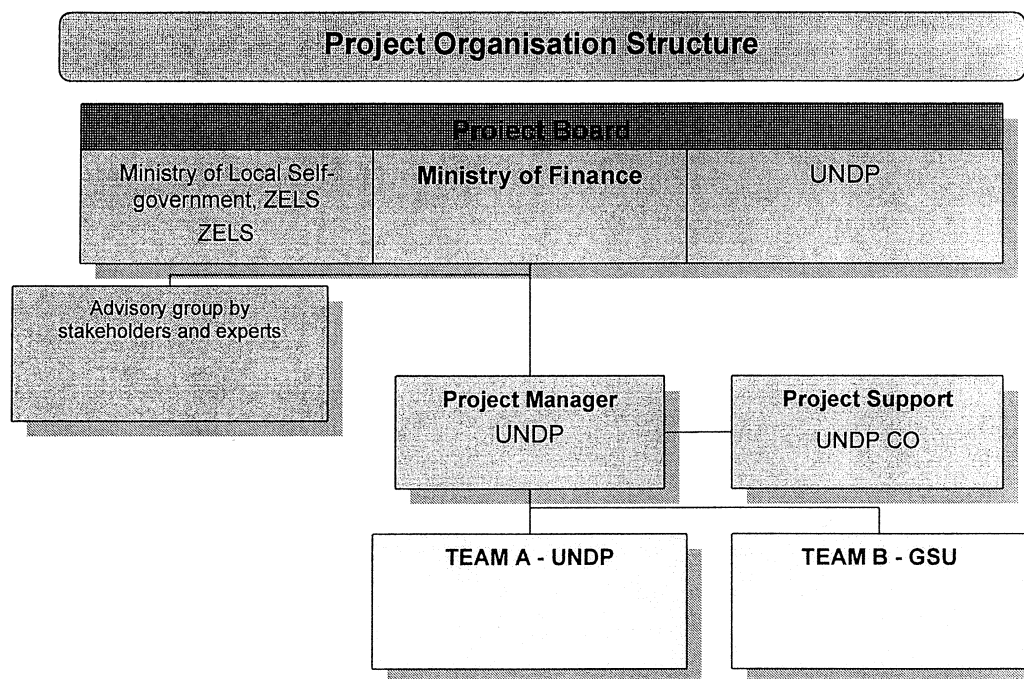 Project Organisation Structure
Project Board
Ministry of Local Self-
government, ZELS
ZELS
Ministry of Finance
UNDP
Advisory group by
stakeholders and experts
Project Manager
UNDP
Project Support
UNDP CO
TEAM A - UNDP
TEAM B - GSU